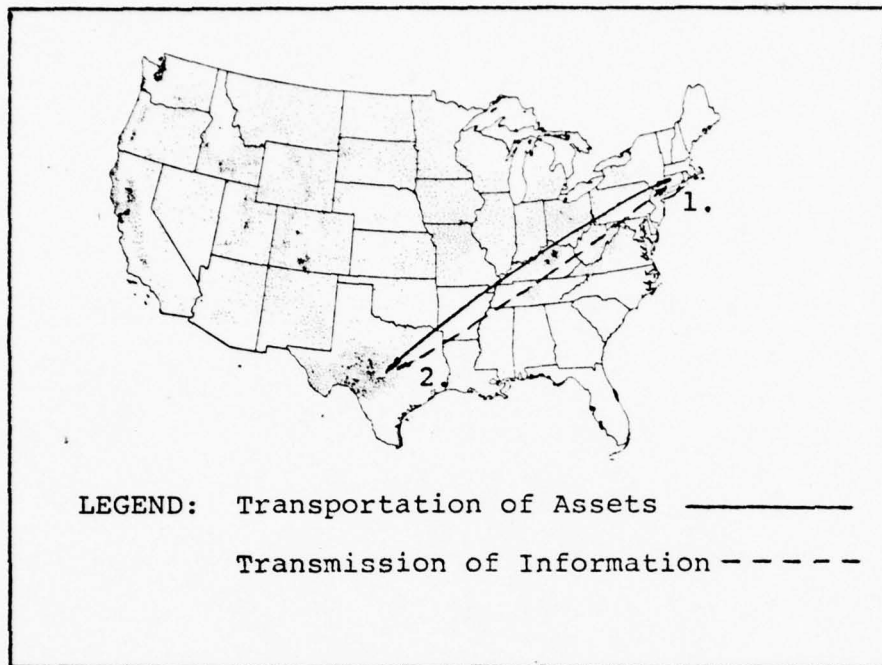 1.
2.
LEGEND: Transportation of Assets
Transmission of Information